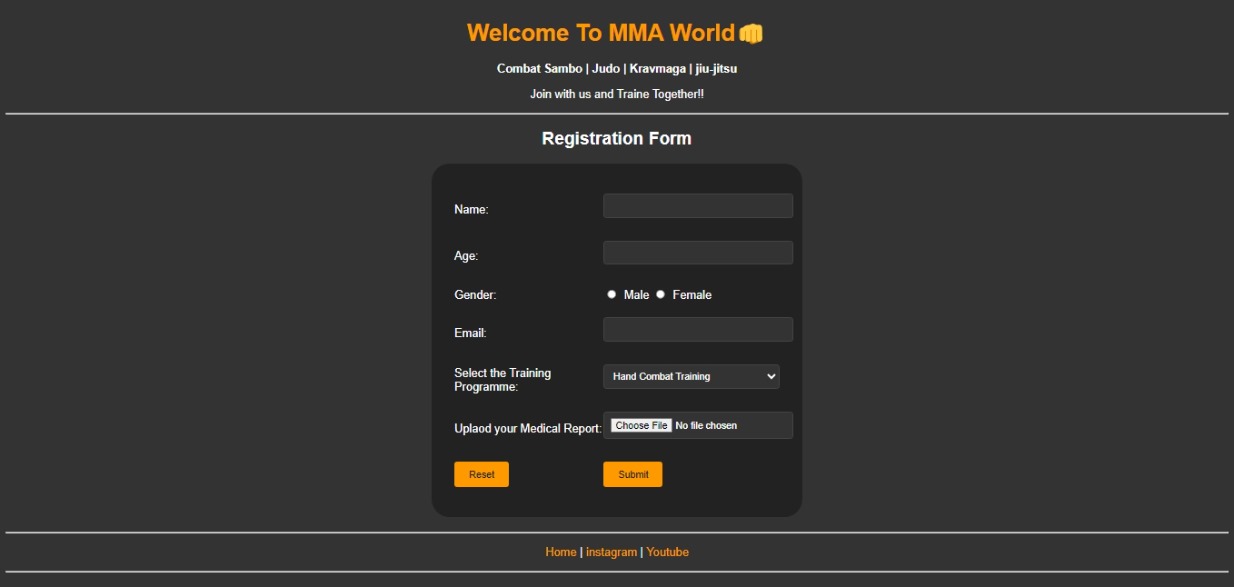 Welcome To MMA World👊
Combat Sambo | Judo | Kravmaga | jiu-jitsu
Join with us and Traine Together!!
Registration Form
Name:
Age:
Gender: Male Female
Email:
Select the Training
Programme:
Hand Combat Training
Uplaod your Medical Report: Choose File No file chosen
Reset Submit
Home | instagram | Youtube